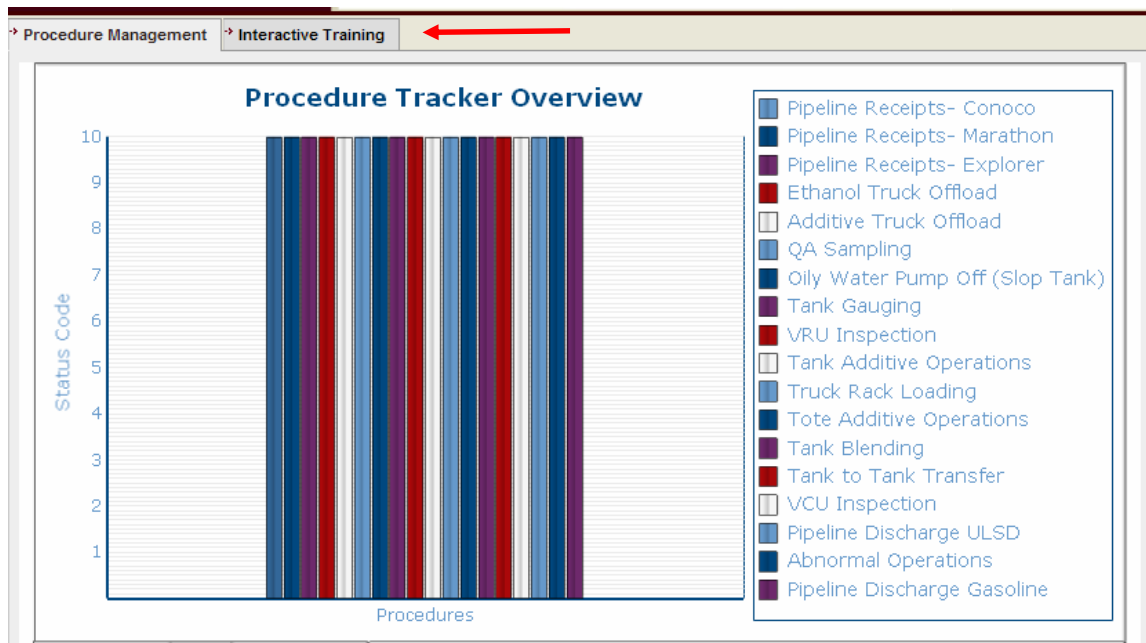 Procedure Management
Interactive Training
Procedure Tracker Overview
10
9
8
7
6
5
4
3
2
1
Status Code
Procedures
Pipeline Receipts- Conoco
Pipeline Receipts- Marathon
Pipeline Receipts- Explorer
Ethanol Truck Offload
Additive Truck Offload
QA Sampling
Oily Water Pump Off (Slop Tank)
Tank Gauging
VRU Inspection
Tank Additive Operations
Truck Rack Loading
Tote Additive Operations
Tank Blending
Tank to Tank Transfer
VCU Inspection
Pipeline Discharge ULSD
Abnormal Operations
Pipeline Discharge Gasoline